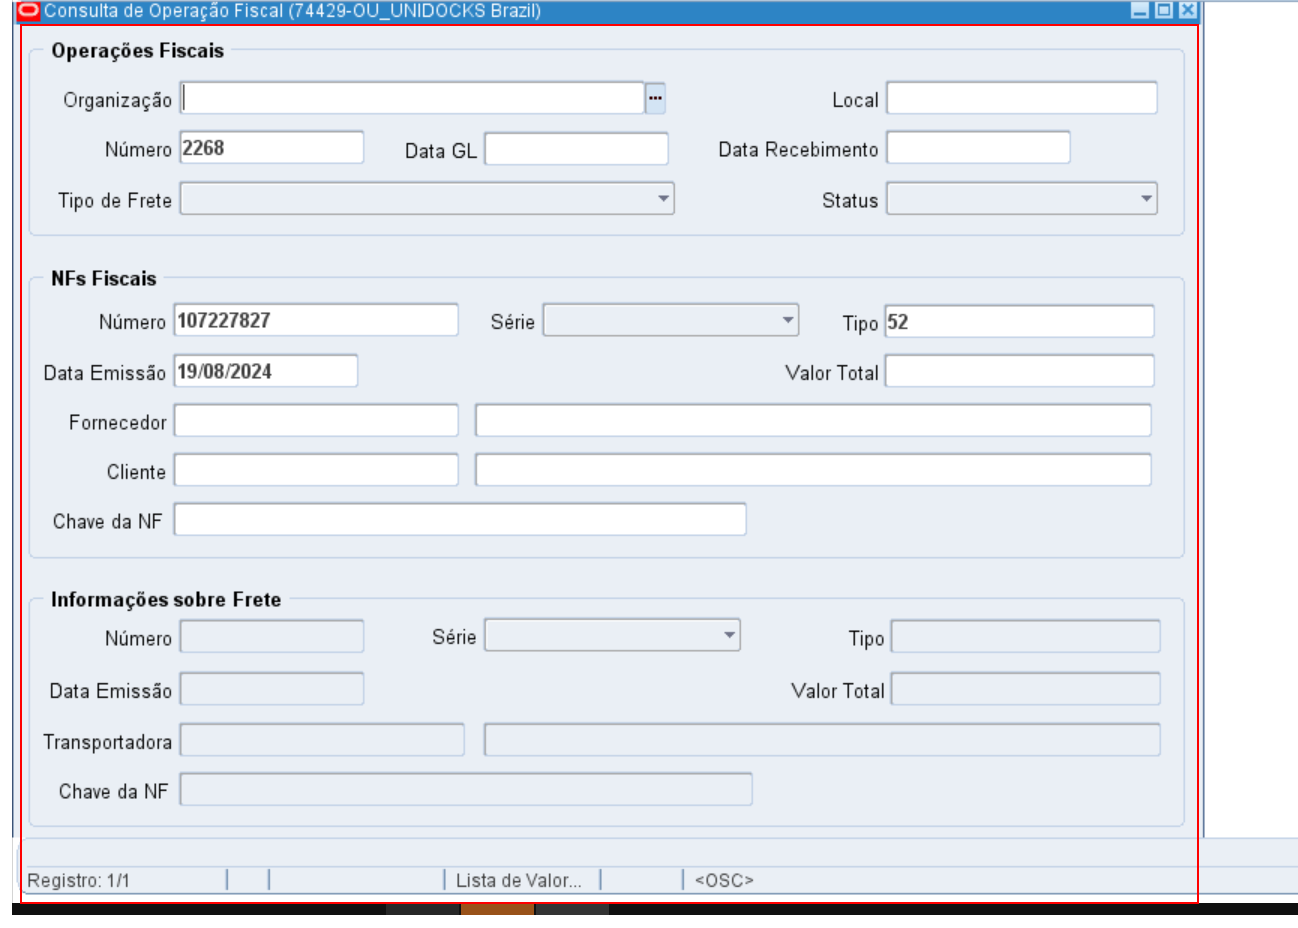 Consulta de Operação Fiscal (74429-OU_UNIDOCKS Brazil)
Operações Fiscais
Organização ... Local
Número 2268 Data GL Data Recebimento
Tipo de Frete Status
NFs Fiscais
Número 107227827 Série Tipo 52
Data Emissão 19/08/2024 Valor Total
Fornecedor
Cliente
Chave da NF
Informações sobre Frete
Número Série Tipo
Data Emissão Valor Total
Transportadora
Chave da NF
Registro: 1/1 Lista de Valor... <OSC>